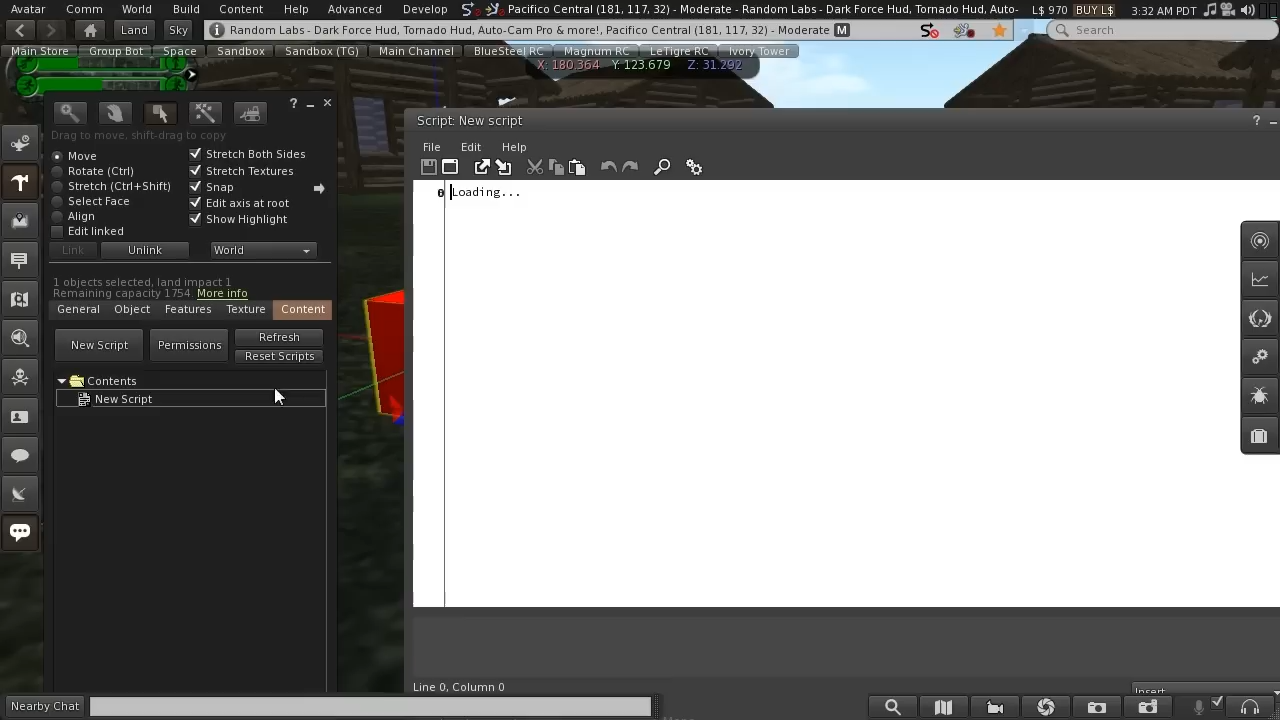 Avatar Comm World Build Content Help Advanced Develop Pacifico Central (181, 117, 32) - Moderate - Random Labs - Dark Force Hud, Tornado Hud, Auto- L$ 970 BUY L$ 3:32 AM PDT
Land Sky Random Labs - Dark Force Hud, Tornado Hud, Auto-Cam Pro & more!, Pacifico Central (181, 117, 32) - Moderate M Search
Main Store Group Bot Space Sandbox Sandbox (TG) Main Channel BlueSteel RC Magnum RC LeTigre RC Ivory Tower
X: 180.364 Y: 123.679 Z: 31.292
?
Drag to move, shift-drag to copy
Move
Rotate (Ctrl)
Stretch (Ctrl+Shift)
Select Face
Align
Edit linked
Stretch Both Sides
Stretch Textures
Snap
Edit axis at root
Show Highlight
Link Unlink World
1 objects selected, land impact 1
Remaining capacity 1754. More info
General Object Features Texture Content
New Script Permissions Refresh
Reset Scripts
Contents
New Script
Script: New script ?
File Edit Help
0 Loading...
Line 0, Column 0
Insert...
Nearby Chat